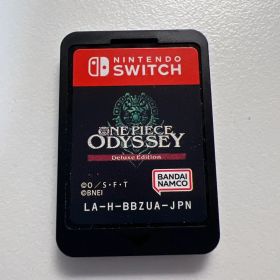 NINTENDO
SWITCH
ONE PIECE
ODYSSEY
Deluxe Edition
©O/S・F・T
©BNEI
BANDAI
NAMCO
LA-H-BBZUA-JPN